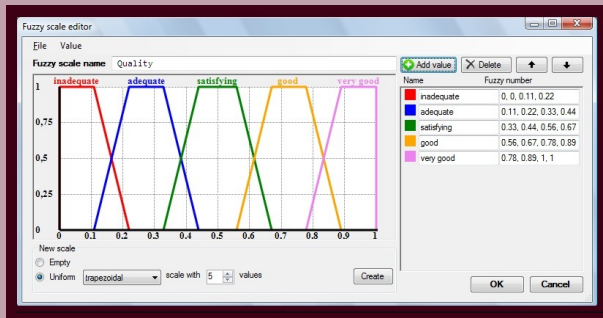 Fuzzy scale editor
File Value
Fuzzy scale name Quality
Add value Delete
Name Fuzzy number
inadequate adequate satisfying good very good
1
0,75
0,5
0,25
0
0 0.1 0.2 0.3 0.4 0.5 0.6 0.7 0.8 0.9 1
inadequate 0, 0, 0.11, 0.22
adequate 0.11, 0.22, 0.33, 0.44
satisfying 0.33, 0.44, 0.56, 0.67
good 0.56, 0.67, 0.78, 0.89
very good 0.78, 0.89, 1, 1
New scale
Empty
Uniform trapezoidal scale with 5 values Create
OK Cancel